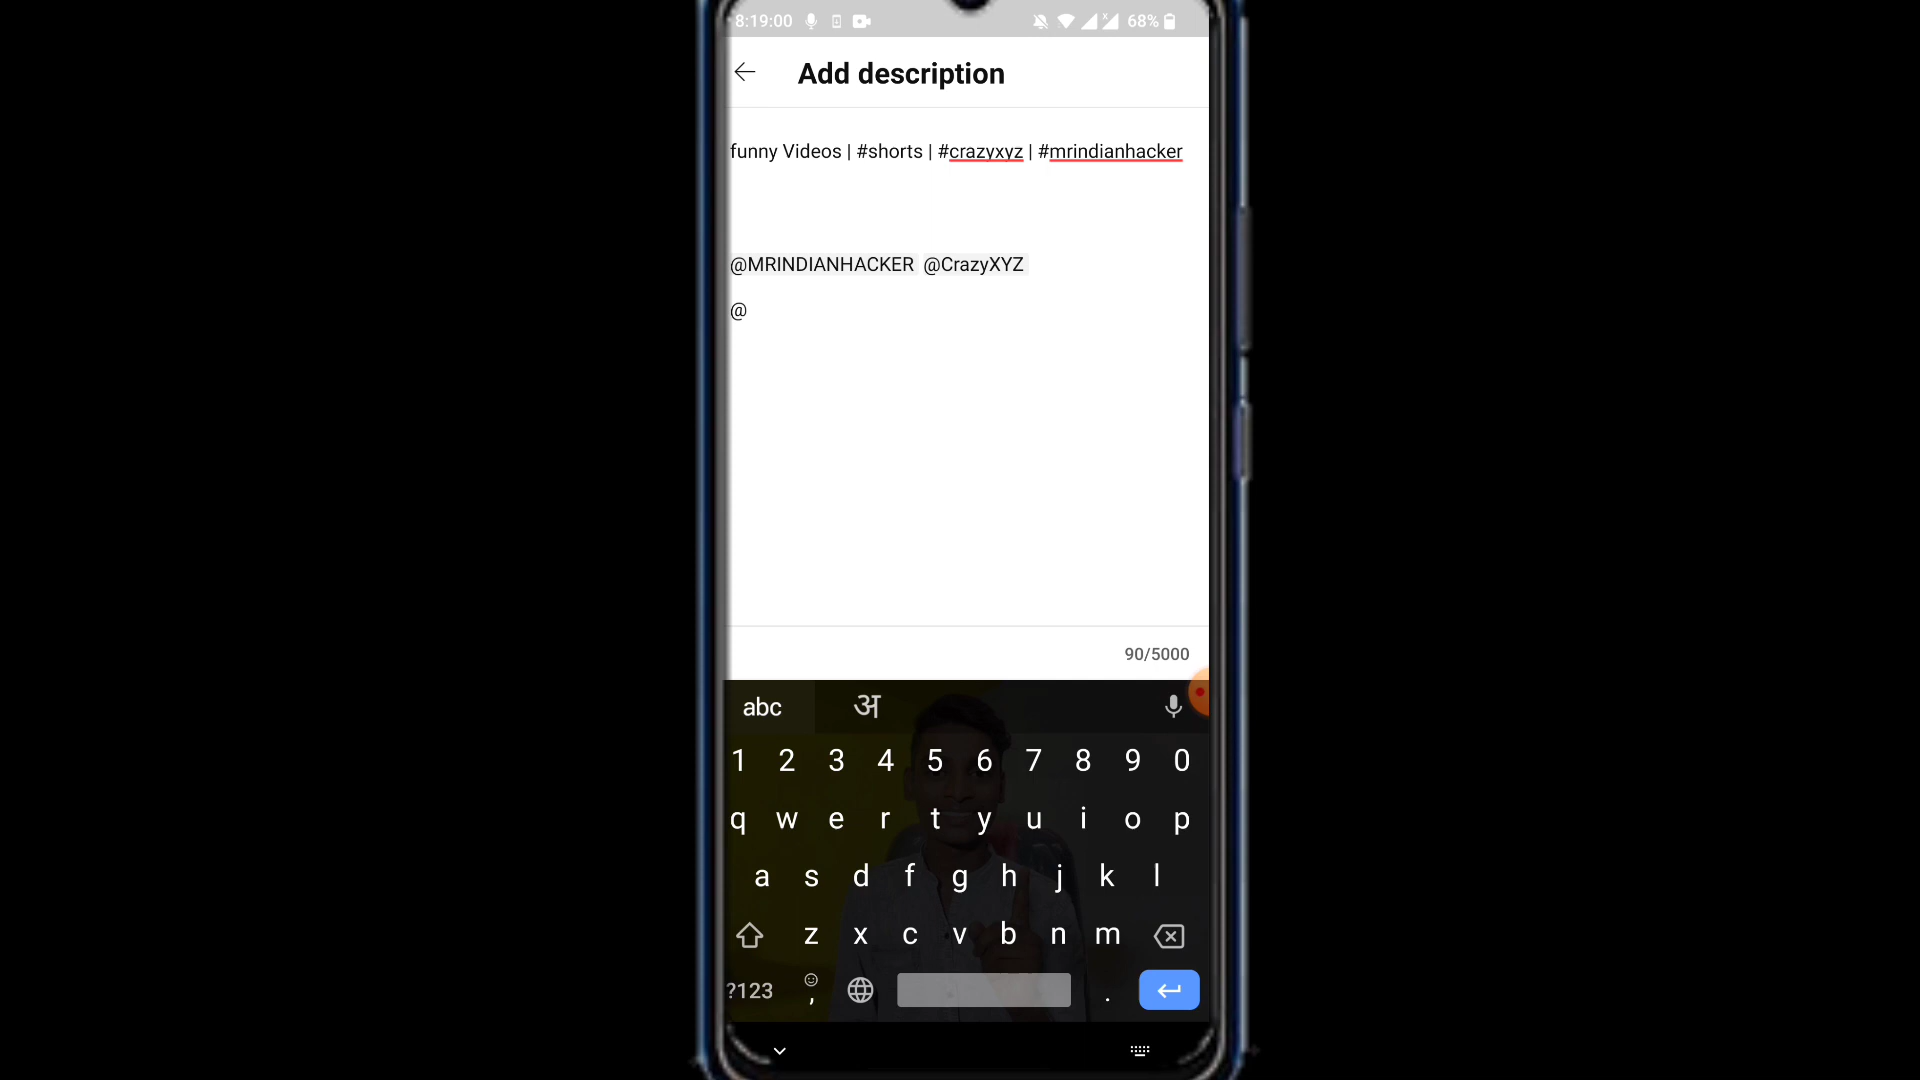 8:19:00 68%
Add description
funny Videos | #shorts | #crazyxyz | #mrindianhacker
@MRINDIANHACKER @CrazyXYZ
@
90/5000
abc अ
1 2 3 4 5 6 7 8 9 0
q w e r t y u i o p
a s d f g h j k l
z x c v b n m
?123 , .